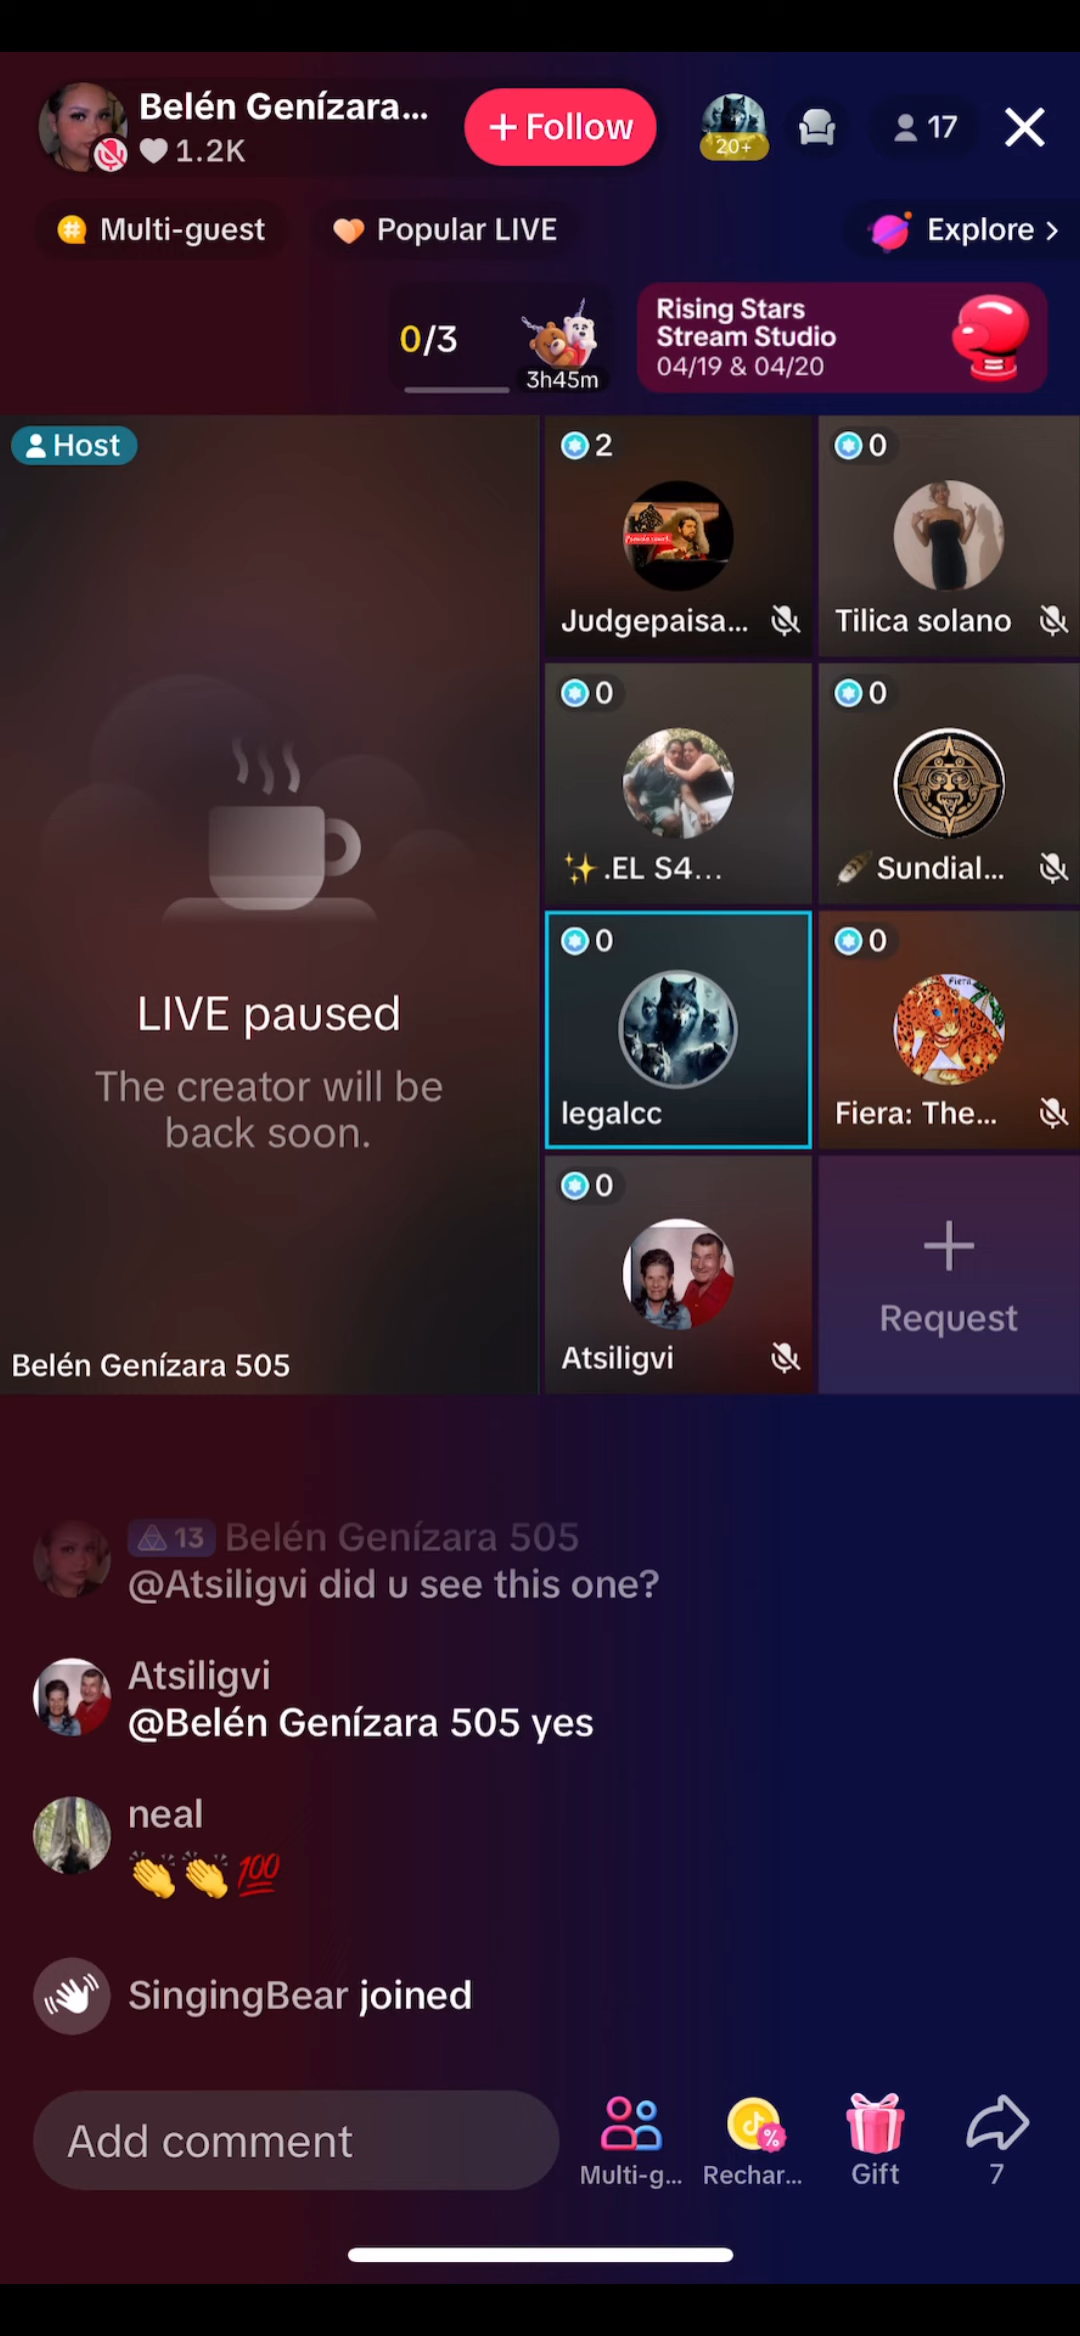 Belén Genízara...
1.2K
+ Follow
20+
17
Multi-guest
Popular LIVE
Explore >
0/3
3h45m
Rising Stars
Stream Studio
04/19 & 04/20
Host
2
Judgepaisa...
0
Tilica solano
0
✨.EL S4...
0
🪶Sundial...
0
legalcc
0
Fiera
Fiera: The...
0
Atsiligvi
Request
LIVE paused
The creator will be
back soon.
Belén Genízara 505
13 Belén Genízara 505
@Atsiligvi did u see this one?
Atsiligvi
@Belén Genízara 505 yes
neal
👏👏💯
SingingBear joined
Add comment
Multi-g...
Rechar...
Gift
7